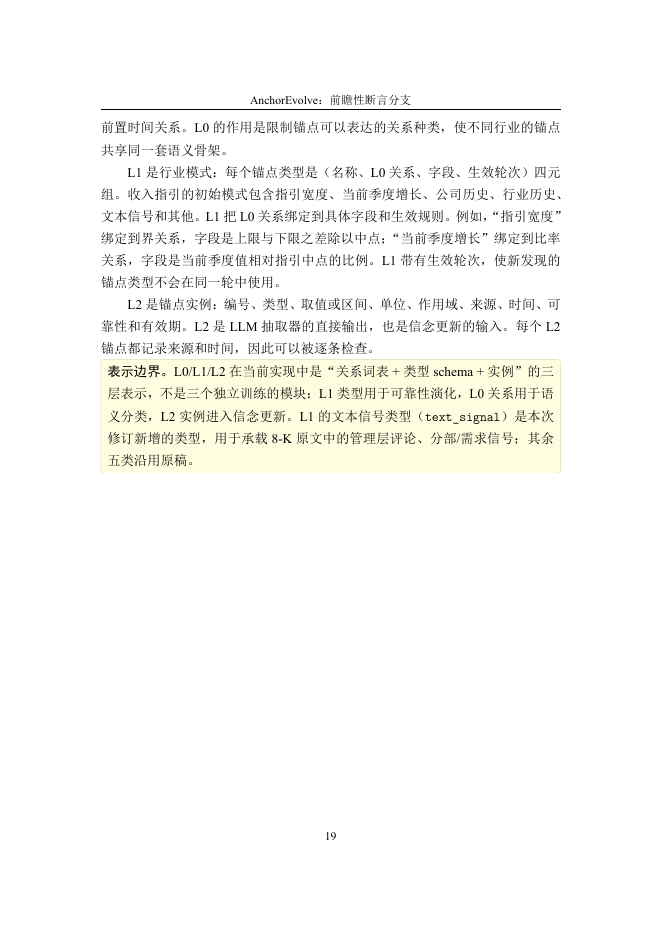 AnchorEvolve：前瞻性断言分支
前置时间关系。L0 的作用是限制锚点可以表达的关系种类，使不同行业的锚点
共享同一套语义骨架。
L1 是行业模式：每个锚点类型是（名称、L0 关系、字段、生效轮次）四元
组。收入指引的初始模式包含指引宽度、当前季度增长、公司历史、行业历史、
文本信号和其他。L1 把 L0 关系绑定到具体字段和生效规则。例如，“指引宽度”
绑定到界关系，字段是上限与下限之差除以中点；“当前季度增长”绑定到比率
关系，字段是当前季度值相对指引中点的比例。L1 带有生效轮次，使新发现的
锚点类型不会在同一轮中使用。
L2 是锚点实例：编号、类型、取值或区间、单位、作用域、来源、时间、可
靠性和有效期。L2 是 LLM 抽取器的直接输出，也是信念更新的输入。每个 L2
锚点都记录来源和时间，因此可以被逐条检查。
表示边界。L0/L1/L2 在当前实现中是“关系词表 + 类型 schema + 实例”的三
层表示，不是三个独立训练的模块：L1 类型用于可靠性演化，L0 关系用于语
义分类，L2 实例进入信念更新。L1 的文本信号类型（text_signal）是本次
修订新增的类型，用于承载 8-K 原文中的管理层评论、分部/需求信号；其余
五类沿用原稿。
19